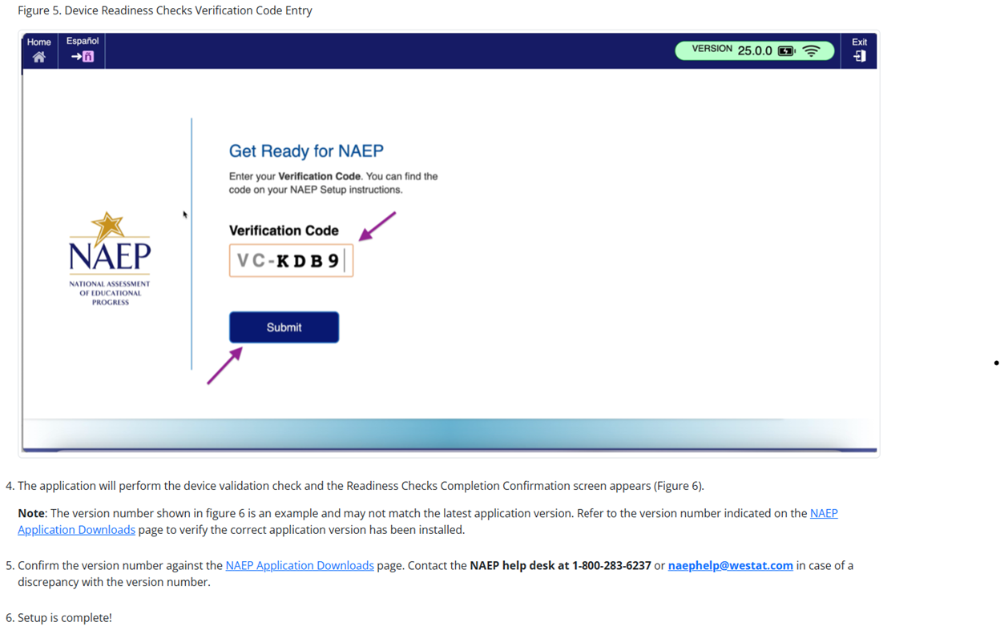 Figure 5. Device Readiness Checks Verification Code Entry
Home
Español
→ñ
VERSION 25.0.0
Exit
Get Ready for NAEP
Enter your Verification Code. You can find the
code on your NAEP Setup instructions.
Verification Code
VC-KDB9
NAEP
NATIONAL ASSESSMENT
OF EDUCATIONAL
PROGRESS
Submit
4. The application will perform the device validation check and the Readiness Checks Completion Confirmation screen appears (Figure 6).
Note: The version number shown in figure 6 is an example and may not match the latest application version. Refer to the version number indicated on the NAEP
Application Downloads page to verify the correct application version has been installed.
5. Confirm the version number against the NAEP Application Downloads page. Contact the NAEP help desk at 1-800-283-6237 or naephelp@westat.com in case of a
discrepancy with the version number.
6. Setup is complete!